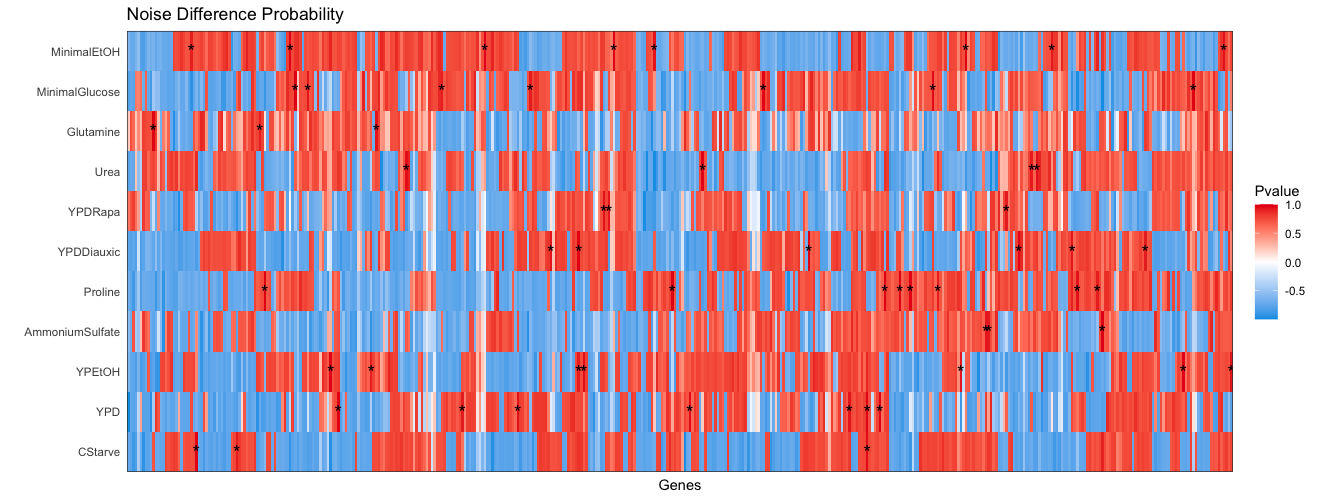 Noise Difference Probability
MinimalEtOH
MinimalGlucose
Glutamine
Urea
YPDRapa
YPDDiauxic
Proline
AmmoniumSulfate
YPEtOH
YPD
CStarve
Genes
Pvalue
1.0
0.5
0.0
-0.5